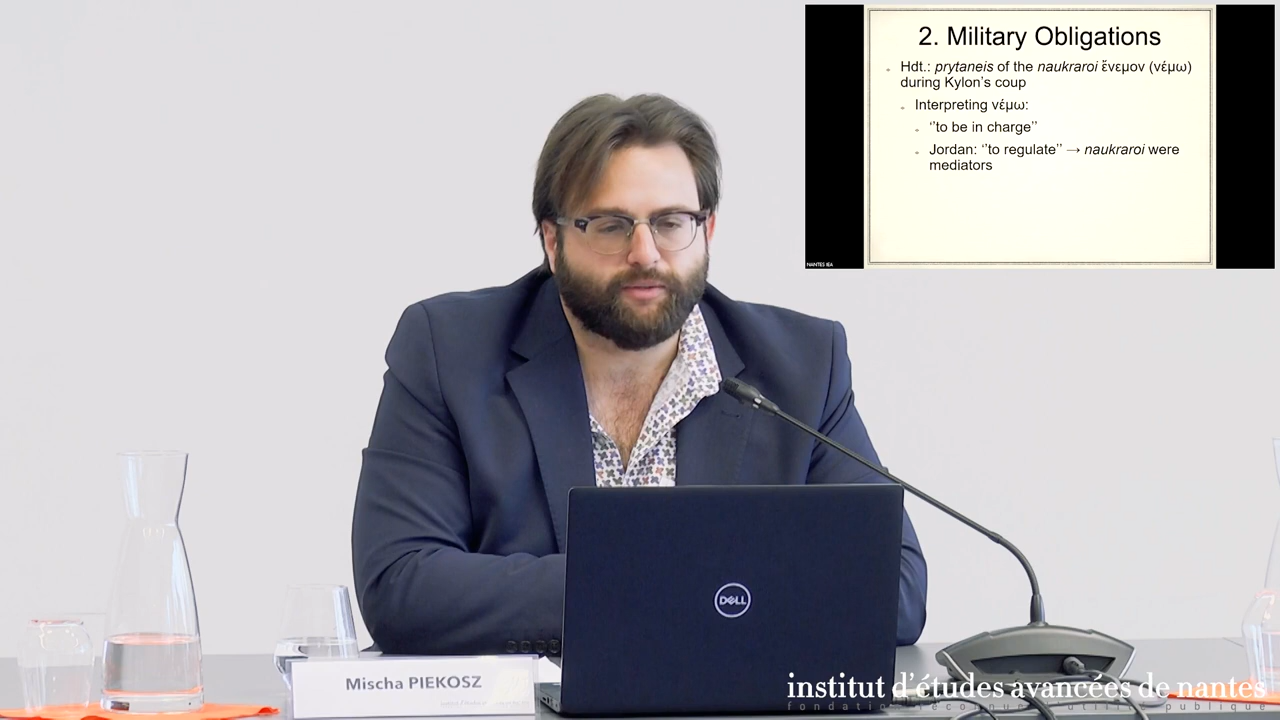 2. Military Obligations
Hdt.: prytaneis of the naukraroi ἔνεμον (νέμω)
during Kylon's coup
Interpreting νέμω:
‘’to be in charge’’
Jordan: ‘’to regulate’’ → naukraroi were
mediators
NANTES IEA
DELL
Mischa PIEKOSZ
institut d'études avancées de nantes